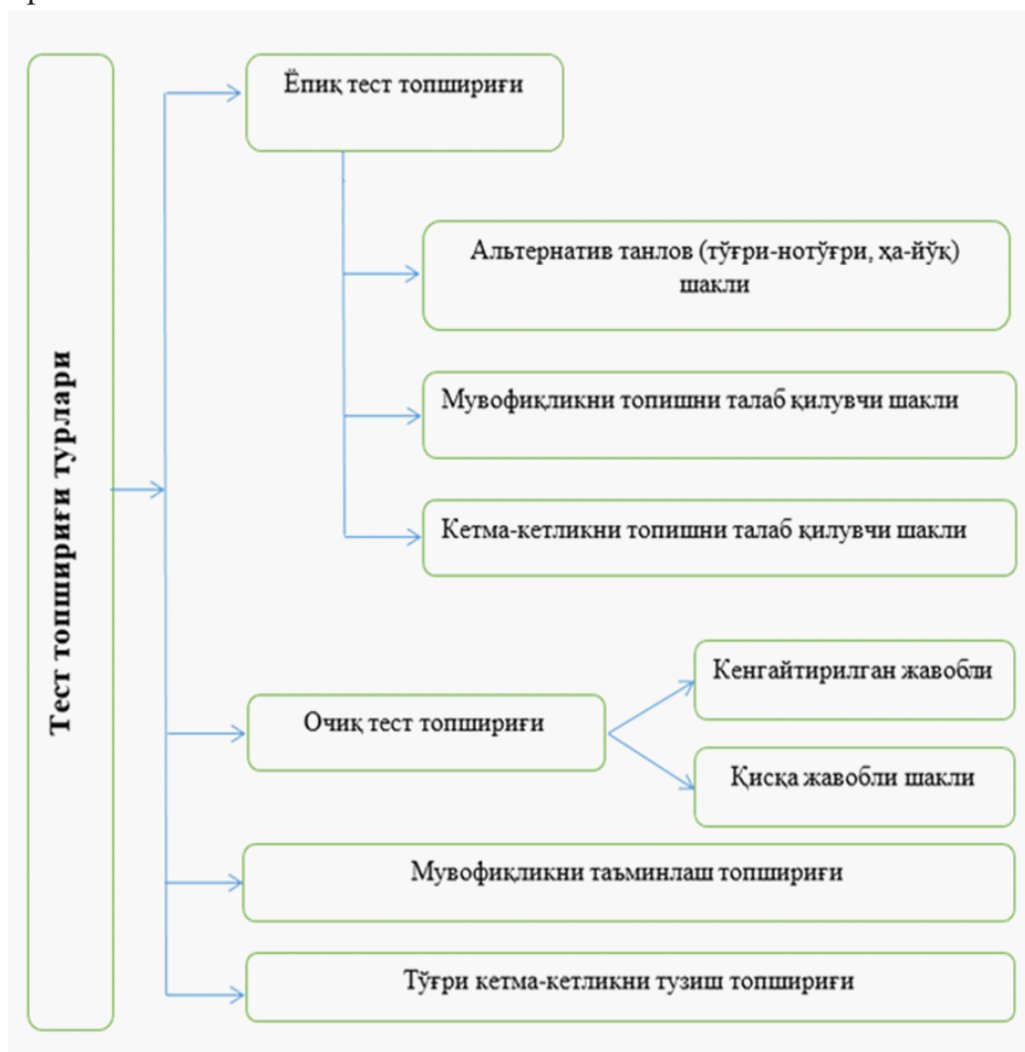 Тест топшириғи турлари
Ёпиқ тест топшириғи
Альтернатив танлов (тўғри-нотўғри, ҳа-йўқ)
шакли
Мувофиқликни топишни талаб қилувчи шакли
Кетма-кетликни топишни талаб қилувчи шакли
Очиқ тест топшириғи
Кенгайтирилган жавобли
Қисқа жавобли шакли
Мувофиқликни таъминлаш топшириғи
Тўғри кетма-кетликни тузиш топшириғи